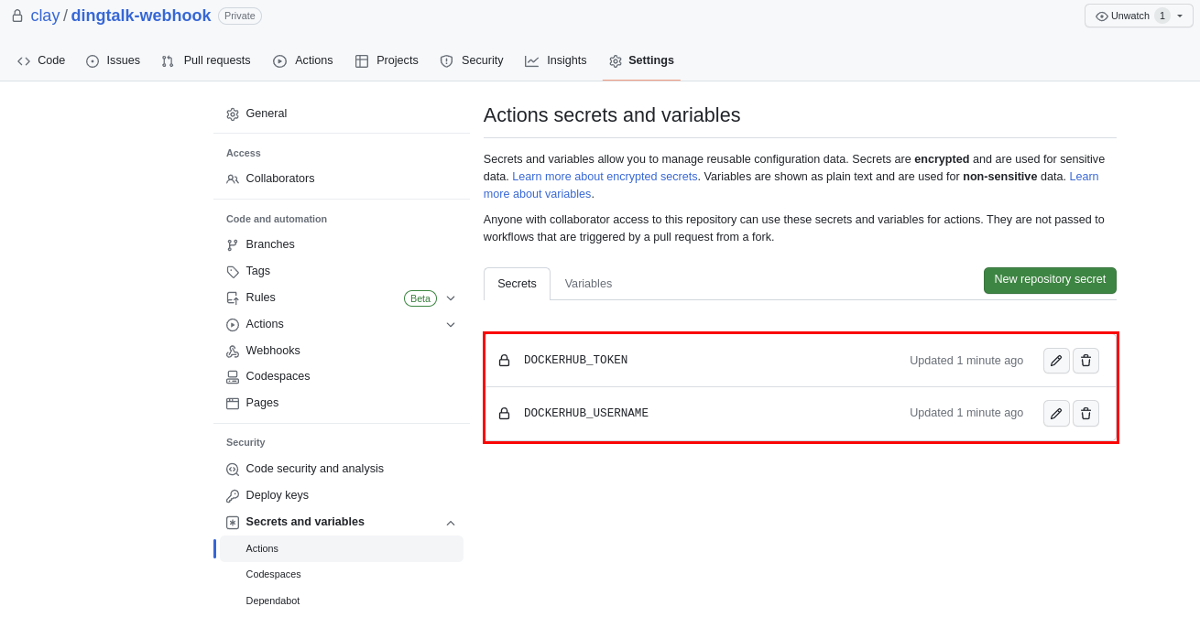 clay / dingtalk-webhook Private
Unwatch 1
Code Issues Pull requests Actions Projects Security Insights Settings
General
Access
Collaborators
Code and automation
Branches
Tags
Rules Beta
Actions
Webhooks
Codespaces
Pages
Security
Code security and analysis
Deploy keys
Secrets and variables
Actions
Codespaces
Dependabot
Actions secrets and variables
Secrets and variables allow you to manage reusable configuration data. Secrets are encrypted and are used for sensitive
data. Learn more about encrypted secrets. Variables are shown as plain text and are used for non-sensitive data. Learn
more about variables.
Anyone with collaborator access to this repository can use these secrets and variables for actions. They are not passed to
workflows that are triggered by a pull request from a fork.
Secrets Variables New repository secret
DOCKERHUB_TOKEN Updated 1 minute ago
DOCKERHUB_USERNAME Updated 1 minute ago